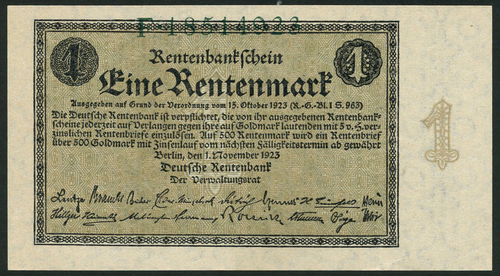 F·18514923
Rentenbankschein
1 Eine Rentenmark 1
Ausgegeben auf Grund der Verordnung vom 15. Oktober 1923 (R.-G.-Bl. I S. 963)
Die Deutsche Rentenbank ist verpflichtet, die von ihr ausgegebenen Rentenbank-
scheine jederzeit auf Verlangen gegen ihre auf Goldmark lautenden mit 5 v. H. ver-
zinslichen Rentenbriefe einzulösen. Auf 500 Rentenmark wird ein Rentenbrief
über 500 Goldmark mit Zinsenlauf vom nächsten Fälligkeitstermin ab gewährt
Berlin, den 1. November 1923
Deutsche Rentenbank
Der Verwaltungsrat
1